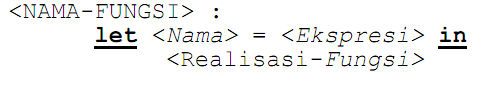 <NAMA-FUNGSI> :
let <Nama> = <Ekspresi> in
<Realisasi-Fungsi>